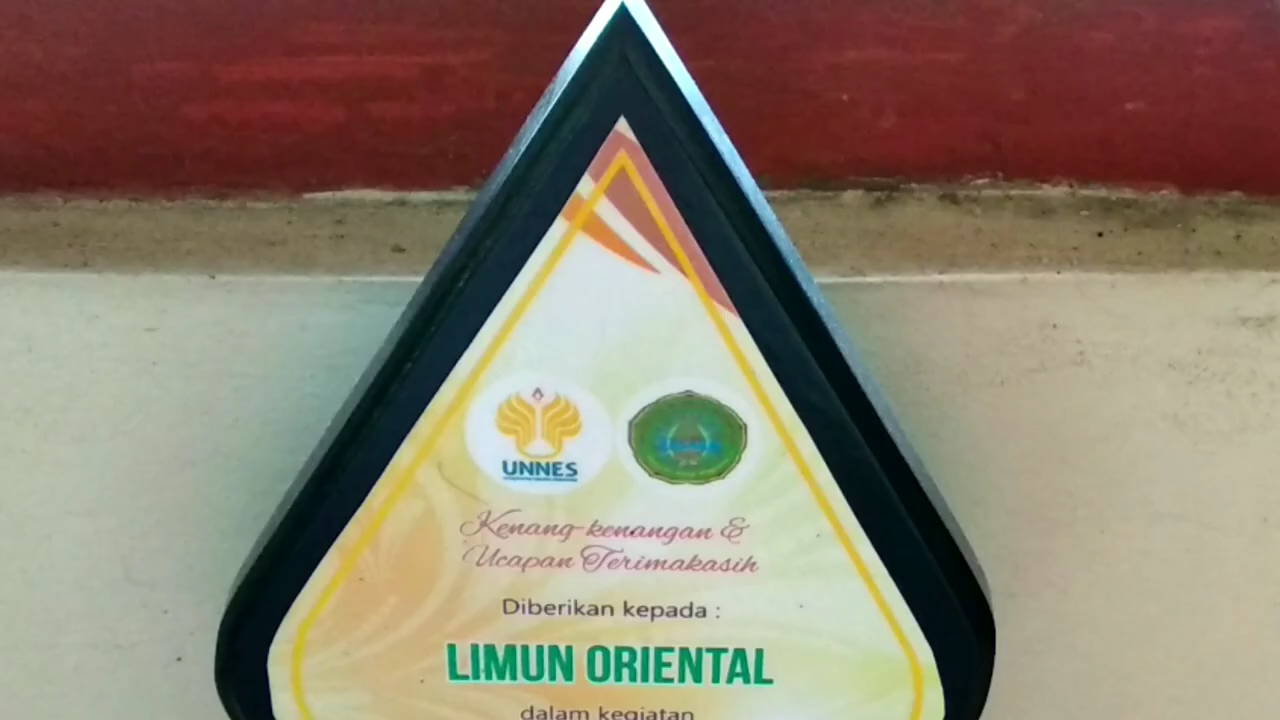 UNNES
Kenang-kenangan &
Ucapan Terimakasih
Diberikan kepada :
LIMUN ORIENTAL
dalam kegiatan